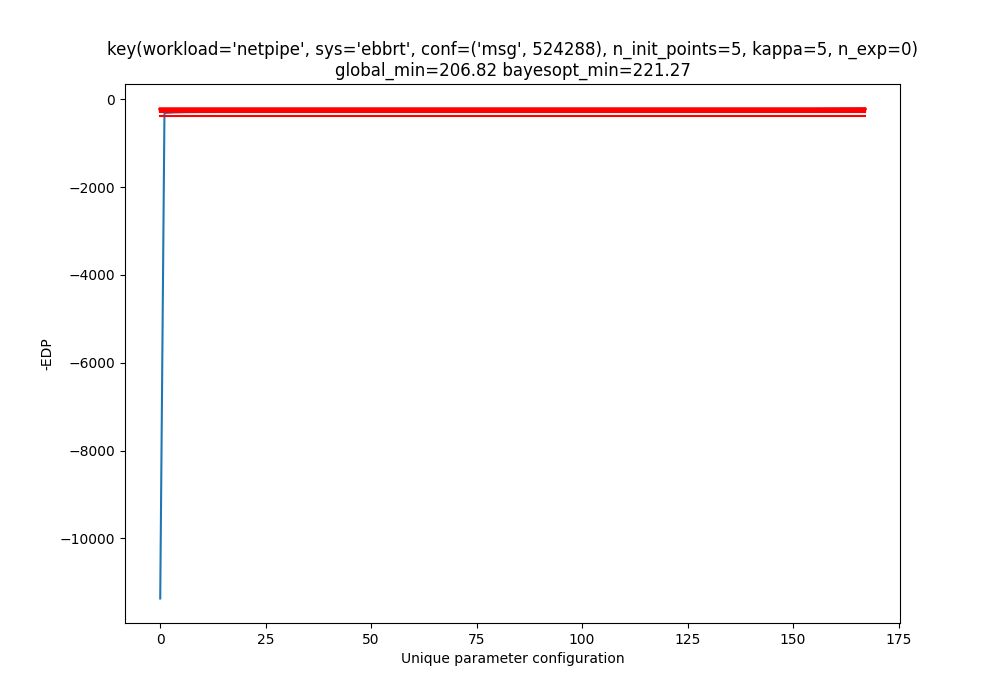 key(workload='netpipe', sys='ebbrt', conf=('msg', 524288), n_init_points=5, kappa=5, n_exp=0)
global_min=206.82 bayesopt_min=221.27
0
−2000
−4000
−6000
−8000
−10000
-EDP
0 25 50 75 100 125 150 175
Unique parameter configuration